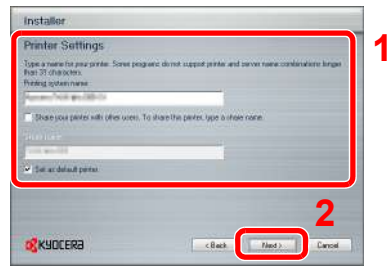 Installer
Printer Settings
1
Type a name for your printer. Some programs do not support printer and server name combinations longer
than 31 characters.
Printing system name:
Share your printer with other users. To share this printer, type a share name.
Share name:
Set as default printer.
2
KYOCERA
< Back
Next >
Cancel